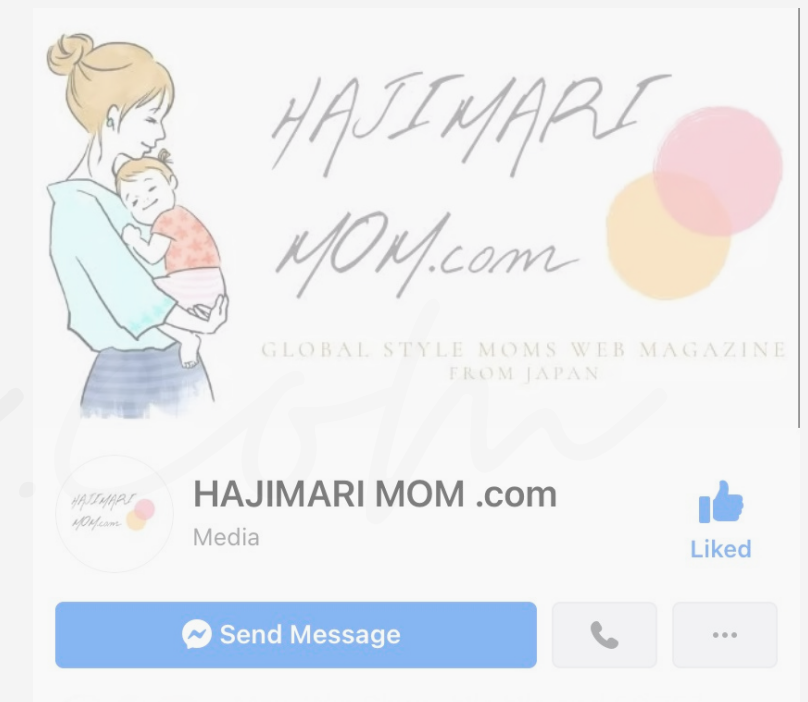 HAJIMARI
MOM.com
GLOBAL STYLE MOMS WEB MAGAZINE
FROM JAPAN
.com
HAJIMARI
MOM.com
HAJIMARI MOM .com
Media
Liked
Send Message